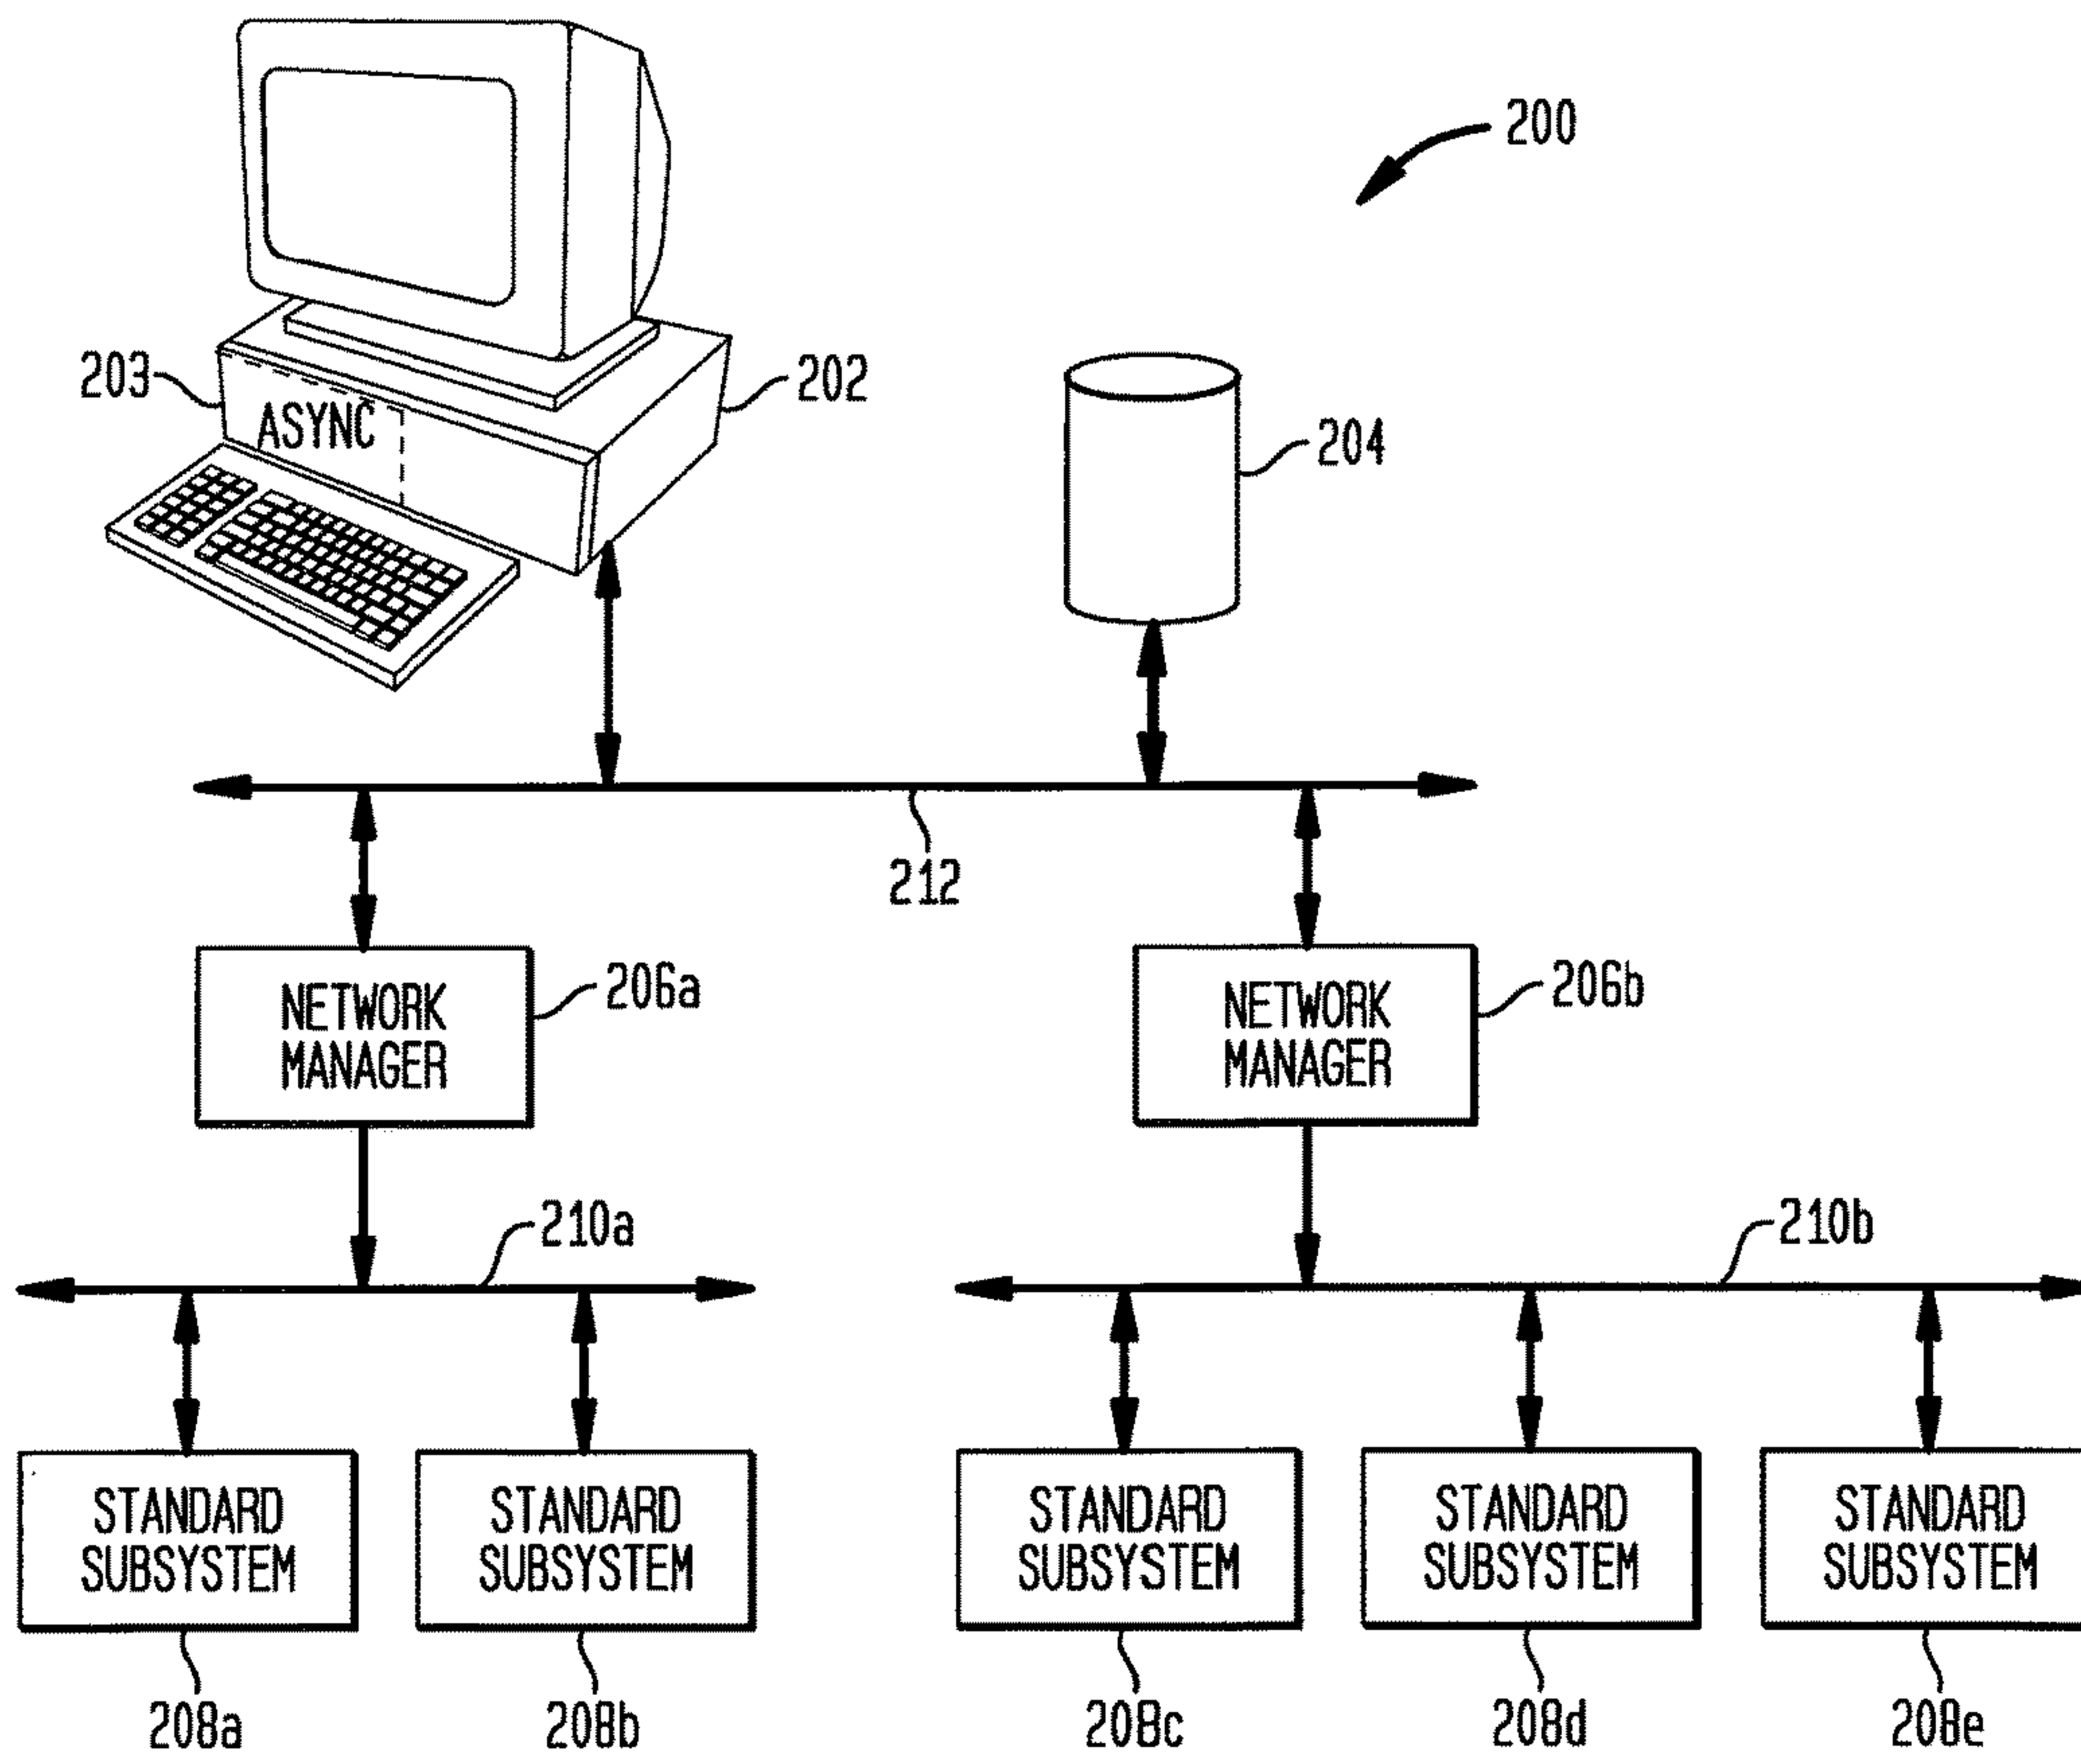 200
203
ASYNC
202
204
212
NETWORK
MANAGER
206a
NETWORK
MANAGER
206b
210a
210b
STANDARD
SUBSYSTEM
STANDARD
SUBSYSTEM
STANDARD
SUBSYSTEM
STANDARD
SUBSYSTEM
STANDARD
SUBSYSTEM
208a
208b
208c
208d
208e